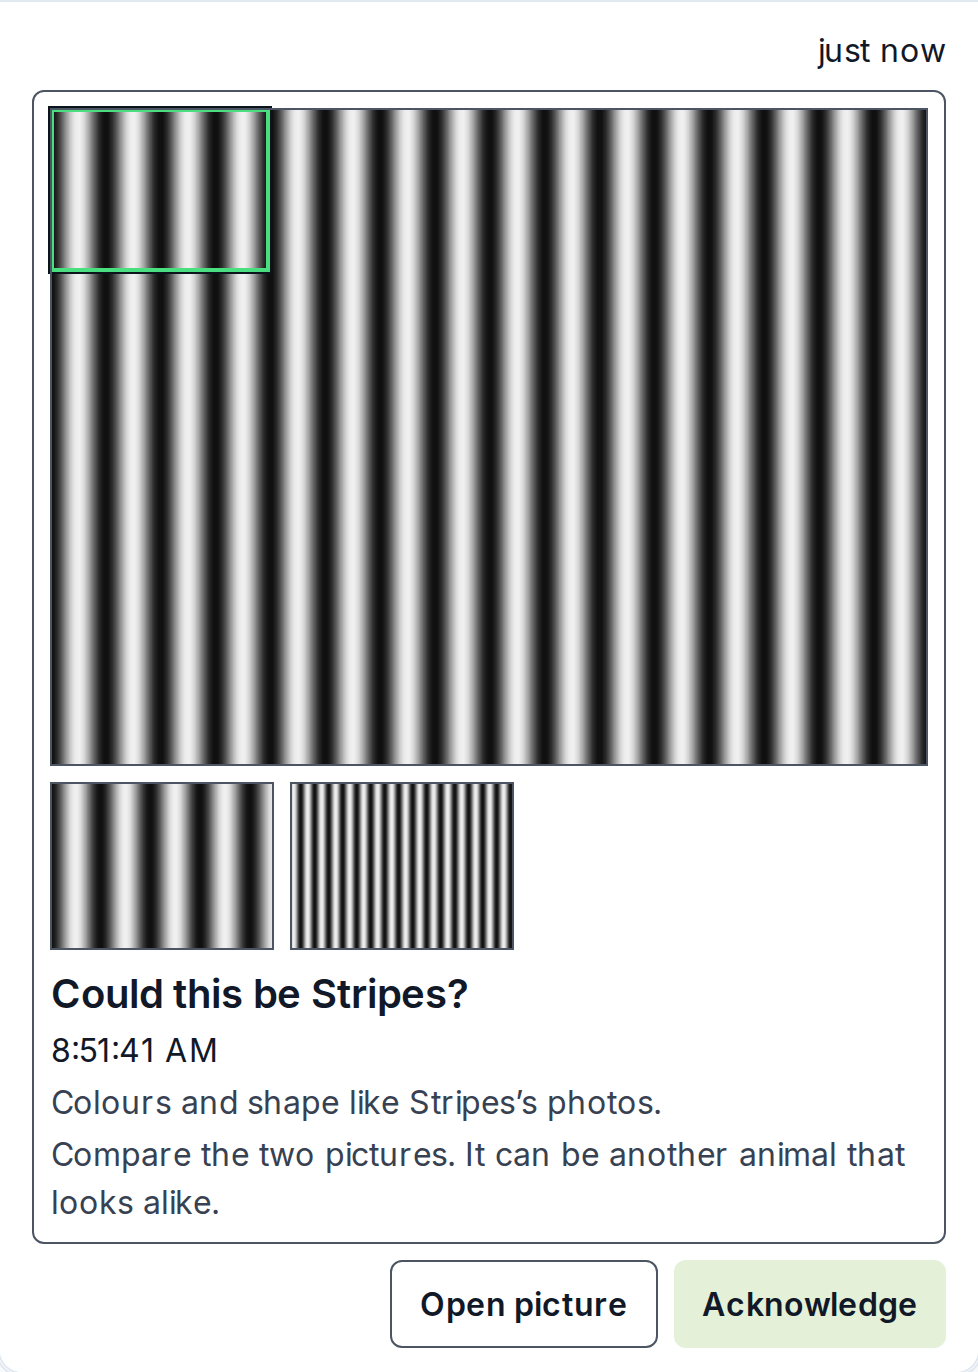 just now
Could this be Stripes?
8:51:41 AM
Colours and shape like Stripes’s photos.
Compare the two pictures. It can be another animal that
looks alike.
Open picture
Acknowledge